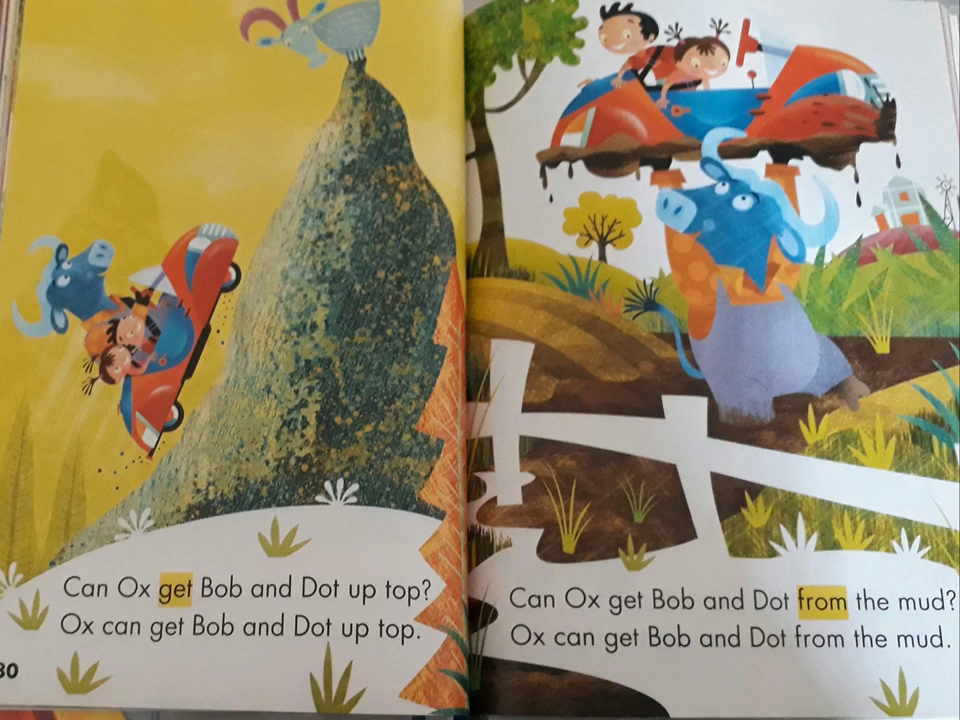 Can Ox get Bob and Dot up top?
Ox can get Bob and Dot up top.
30
Can Ox get Bob and Dot from the mud?
Ox can get Bob and Dot from the mud.